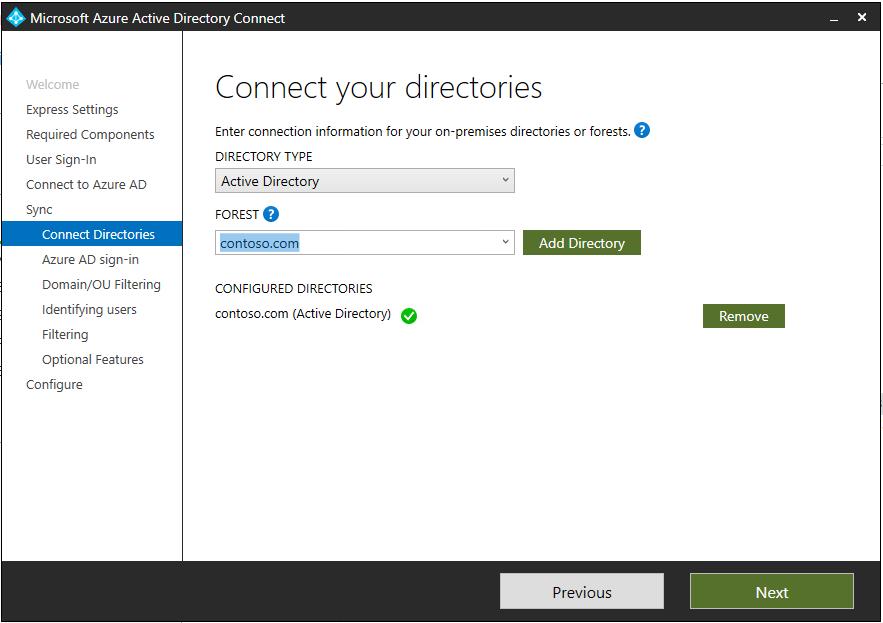 Microsoft Azure Active Directory Connect
Welcome
Express Settings
Required Components
User Sign-In
Connect to Azure AD
Sync
Connect Directories
Azure AD sign-in
Domain/OU Filtering
Identifying users
Filtering
Optional Features
Configure
Connect your directories
Enter connection information for your on-premises directories or forests. ?
DIRECTORY TYPE
Active Directory
FOREST ?
contoso.com
Add Directory
CONFIGURED DIRECTORIES
contoso.com (Active Directory)
Remove
Previous
Next